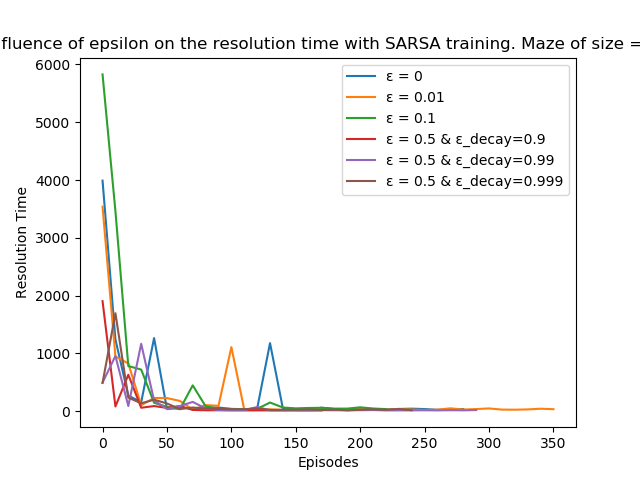 fluence of epsilon on the resolution time with SARSA training. Maze of size =
6000
5000
4000
3000
2000
1000
0
Resolution Time
ε = 0
ε = 0.01
ε = 0.1
ε = 0.5 & ε_decay=0.9
ε = 0.5 & ε_decay=0.99
ε = 0.5 & ε_decay=0.999
0 50 100 150 200 250 300 350
Episodes